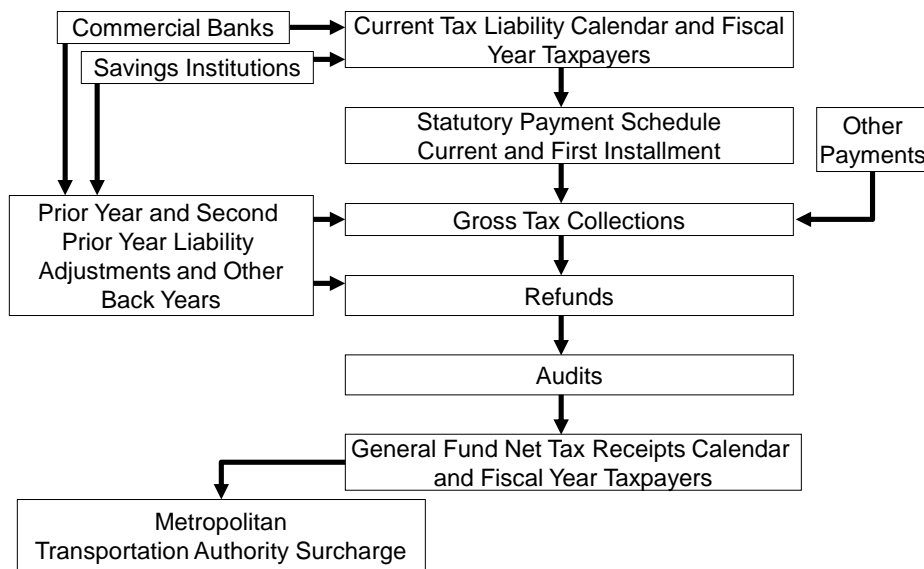 Commercial Banks
Current Tax Liability Calendar and Fiscal
Year Taxpayers
Savings Institutions
Statutory Payment Schedule
Current and First Installment
Other
Payments
Prior Year and Second
Prior Year Liability
Adjustments and Other
Back Years
Gross Tax Collections
Refunds
Audits
General Fund Net Tax Receipts Calendar
and Fiscal Year Taxpayers
Metropolitan
Transportation Authority Surcharge